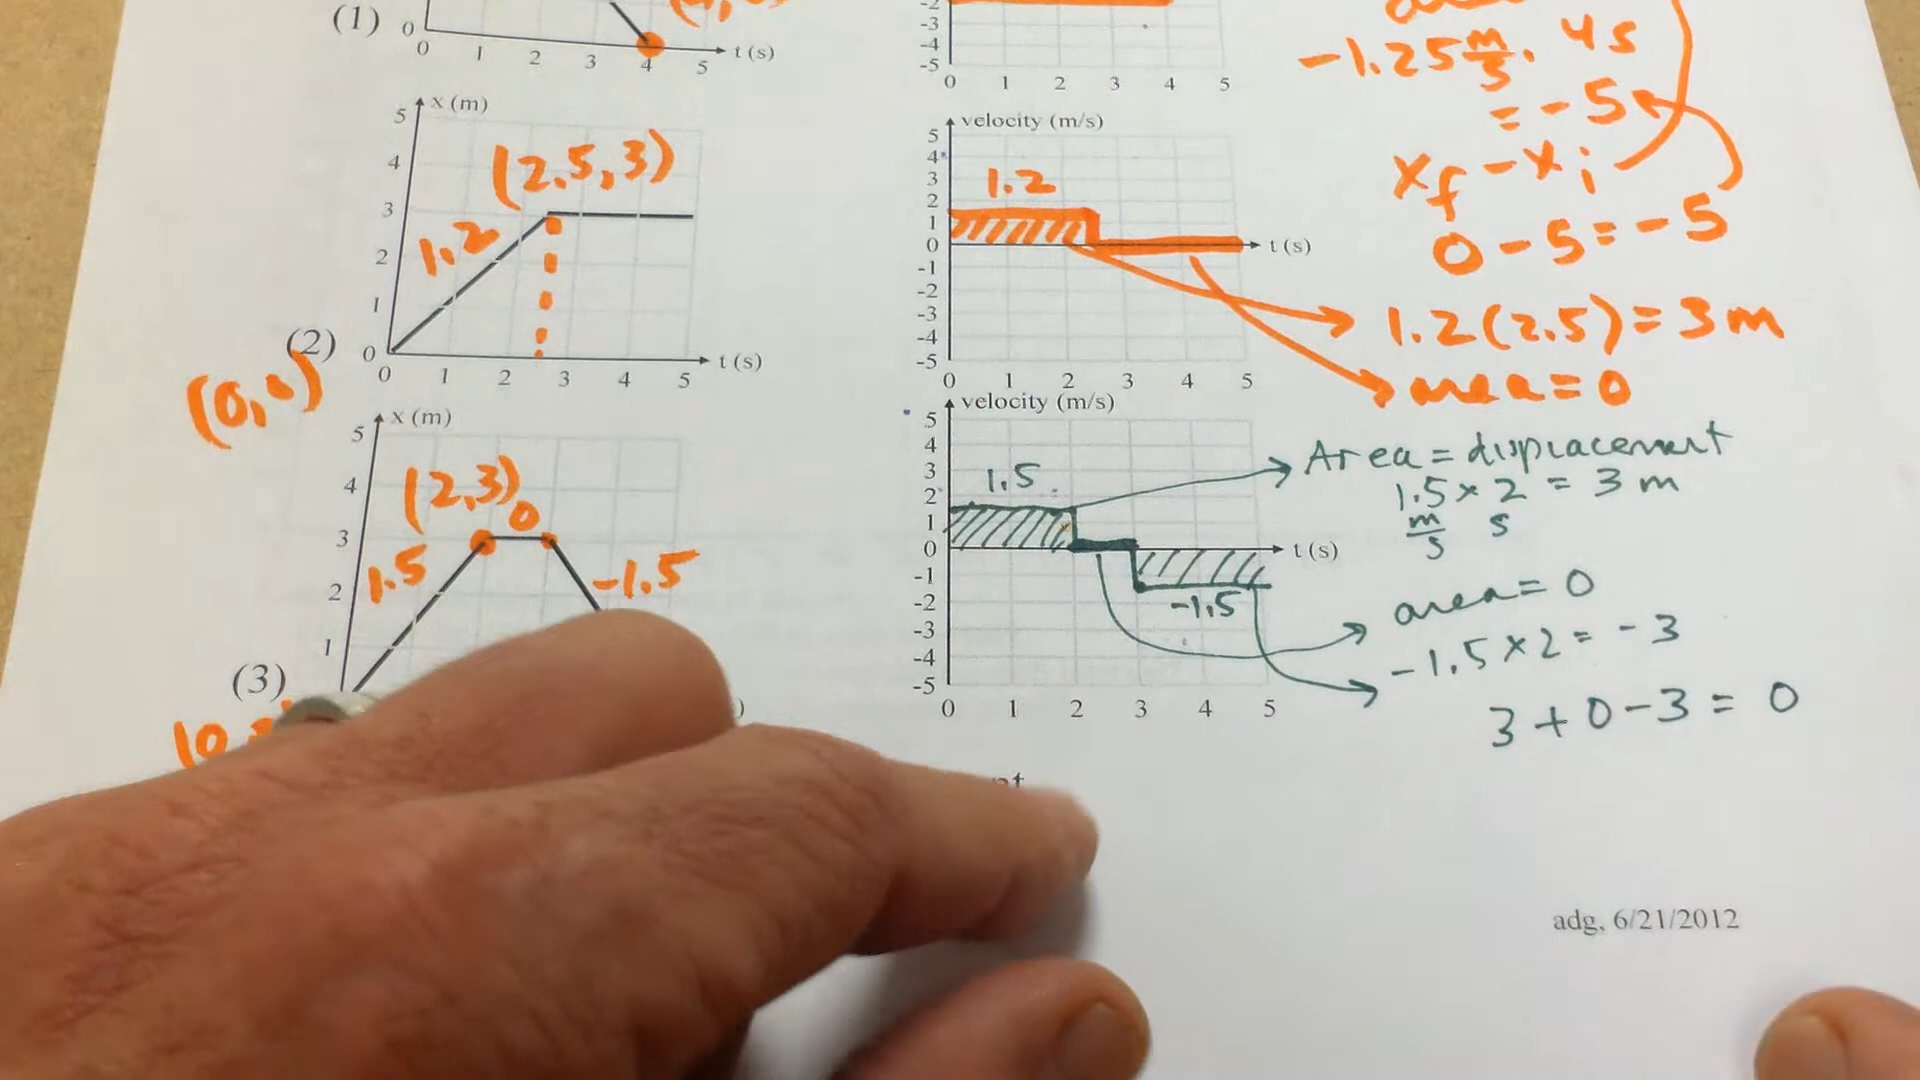 (1)
0
0 1 2 3 4 5 t (s)
-2
-3
-4
-5
0 1 2 3 4 5
-1.25 m/s · 4s
= -5
xf - xi
0 - 5 = -5
x (m)
5
4
3
2
1
0
(2.5, 3)
1.2
(2)
0 1 2 3 4 5 t (s)
(0,0)
velocity (m/s)
5
4
3
2
1
0
-1
-2
-3
-4
-5
1.2
t (s)
0 1 2 3 4 5
1.2(2.5) = 3m
area = 0
x (m)
5
4
3
2
1
(2,3)
0
1.5
-1.5
(3)
velocity (m/s)
5
4
3
2
1
0
-1
-2
-3
-4
-5
1.5
t (s)
-1.5
0 1 2 3 4 5
Area = displacement
1.5 x 2 = 3 m
m/s s
area = 0
-1.5 x 2 = -3
3 + 0 - 3 = 0
adg, 6/21/2012